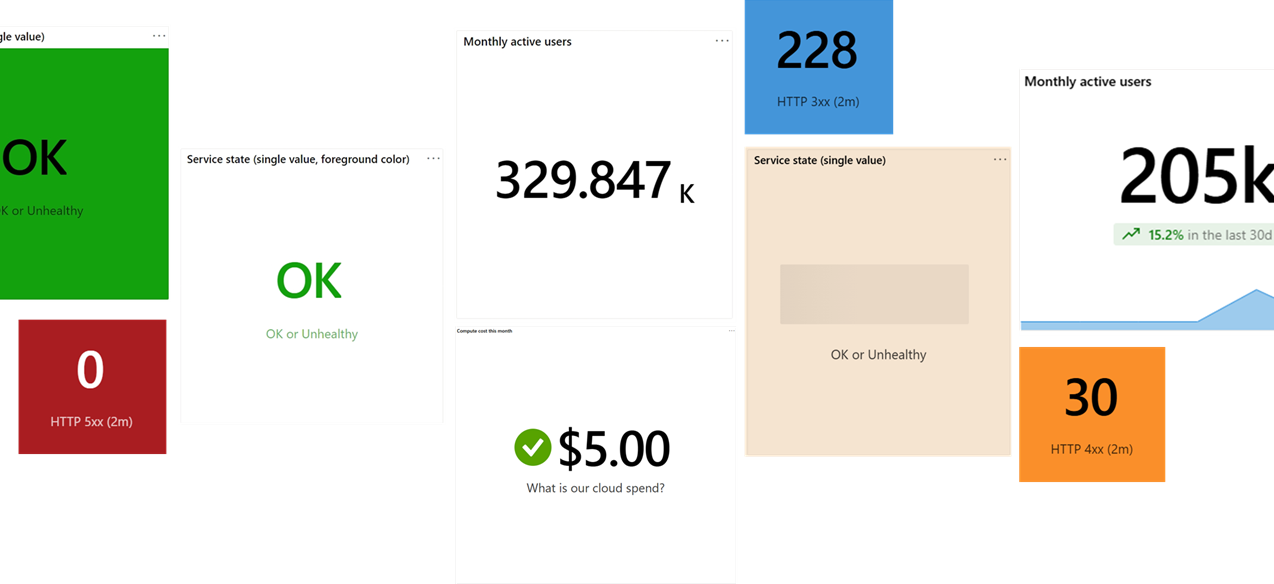 gle value)
OK
K or Unhealthy
0
HTTP 5xx (2m)
Service state (single value, foreground color)
OK
OK or Unhealthy
Monthly active users
329.847 K
Compute cost this month
$5.00
What is our cloud spend?
228
HTTP 3xx (2m)
Service state (single value)
OK or Unhealthy
Monthly active users
205k
15.2% in the last 30d
30
HTTP 4xx (2m)